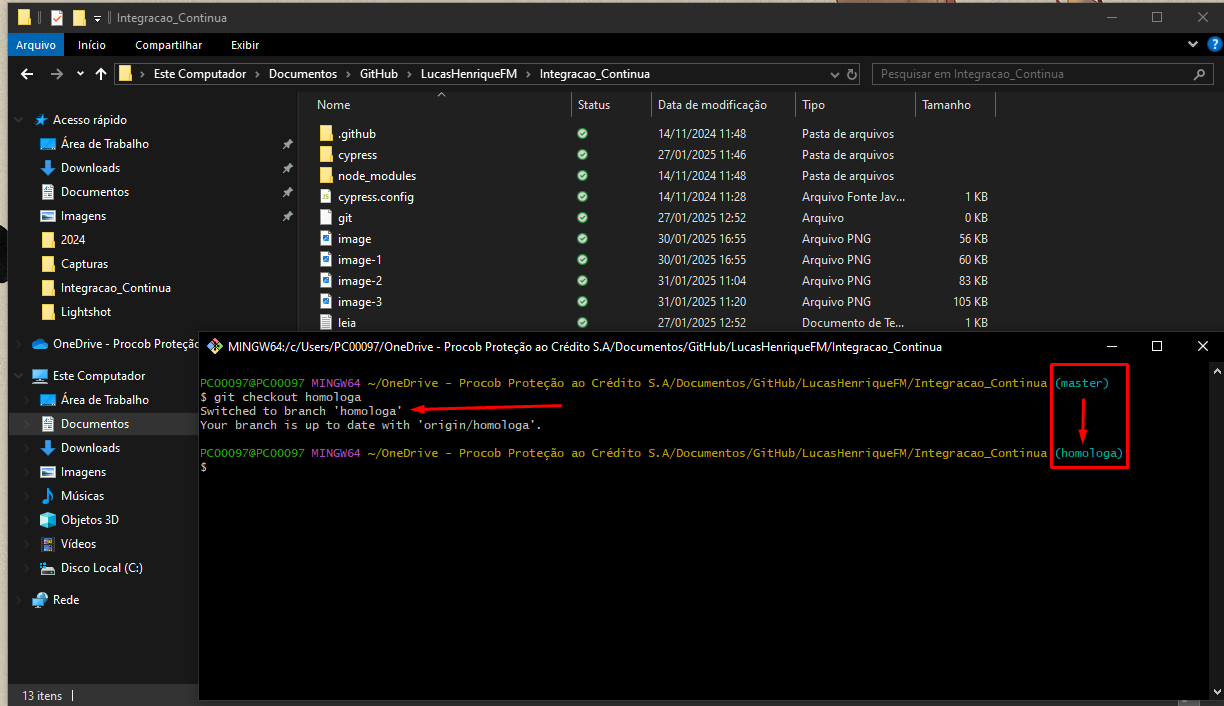 Integracao_Continua
Arquivo Início Compartilhar Exibir
Este Computador Documentos GitHub LucasHenriqueFM Integracao_Continua
Pesquisar em Integracao_Continua
Nome Status Data de modificação Tipo Tamanho
.github 14/11/2024 11:48 Pasta de arquivos
cypress 27/01/2025 11:46 Pasta de arquivos
node_modules 14/11/2024 11:48 Pasta de arquivos
cypress.config 14/11/2024 11:28 Arquivo Fonte Jav... 1 KB
git 27/01/2025 12:52 Arquivo 0 KB
image 30/01/2025 16:55 Arquivo PNG 56 KB
image-1 30/01/2025 16:55 Arquivo PNG 60 KB
image-2 31/01/2025 11:04 Arquivo PNG 83 KB
image-3 31/01/2025 11:20 Arquivo PNG 105 KB
leia 27/01/2025 12:52 Documento de Te... 1 KB
Acesso rápido
Área de Trabalho
Downloads
Documentos
Imagens
2024
Capturas
Integracao_Continua
Lightshot
OneDrive - Procob Proteção
Este Computador
Área de Trabalho
Documentos
Downloads
Imagens
Músicas
Objetos 3D
Vídeos
Disco Local (C:)
Rede
13 itens
MINGW64:/c/Users/PC00097/OneDrive - Procob Proteção ao Crédito S.A/Documentos/GitHub/LucasHenriqueFM/Integracao_Continua
PC00097@PC00097 MINGW64 ~/OneDrive - Procob Proteção ao Crédito S.A/Documentos/GitHub/LucasHenriqueFM/Integracao_Continua (master)
$ git checkout homologa
Switched to branch 'homologa'
Your branch is up to date with 'origin/homologa'.
PC00097@PC00097 MINGW64 ~/OneDrive - Procob Proteção ao Crédito S.A/Documentos/GitHub/LucasHenriqueFM/Integracao_Continua (homologa)
$